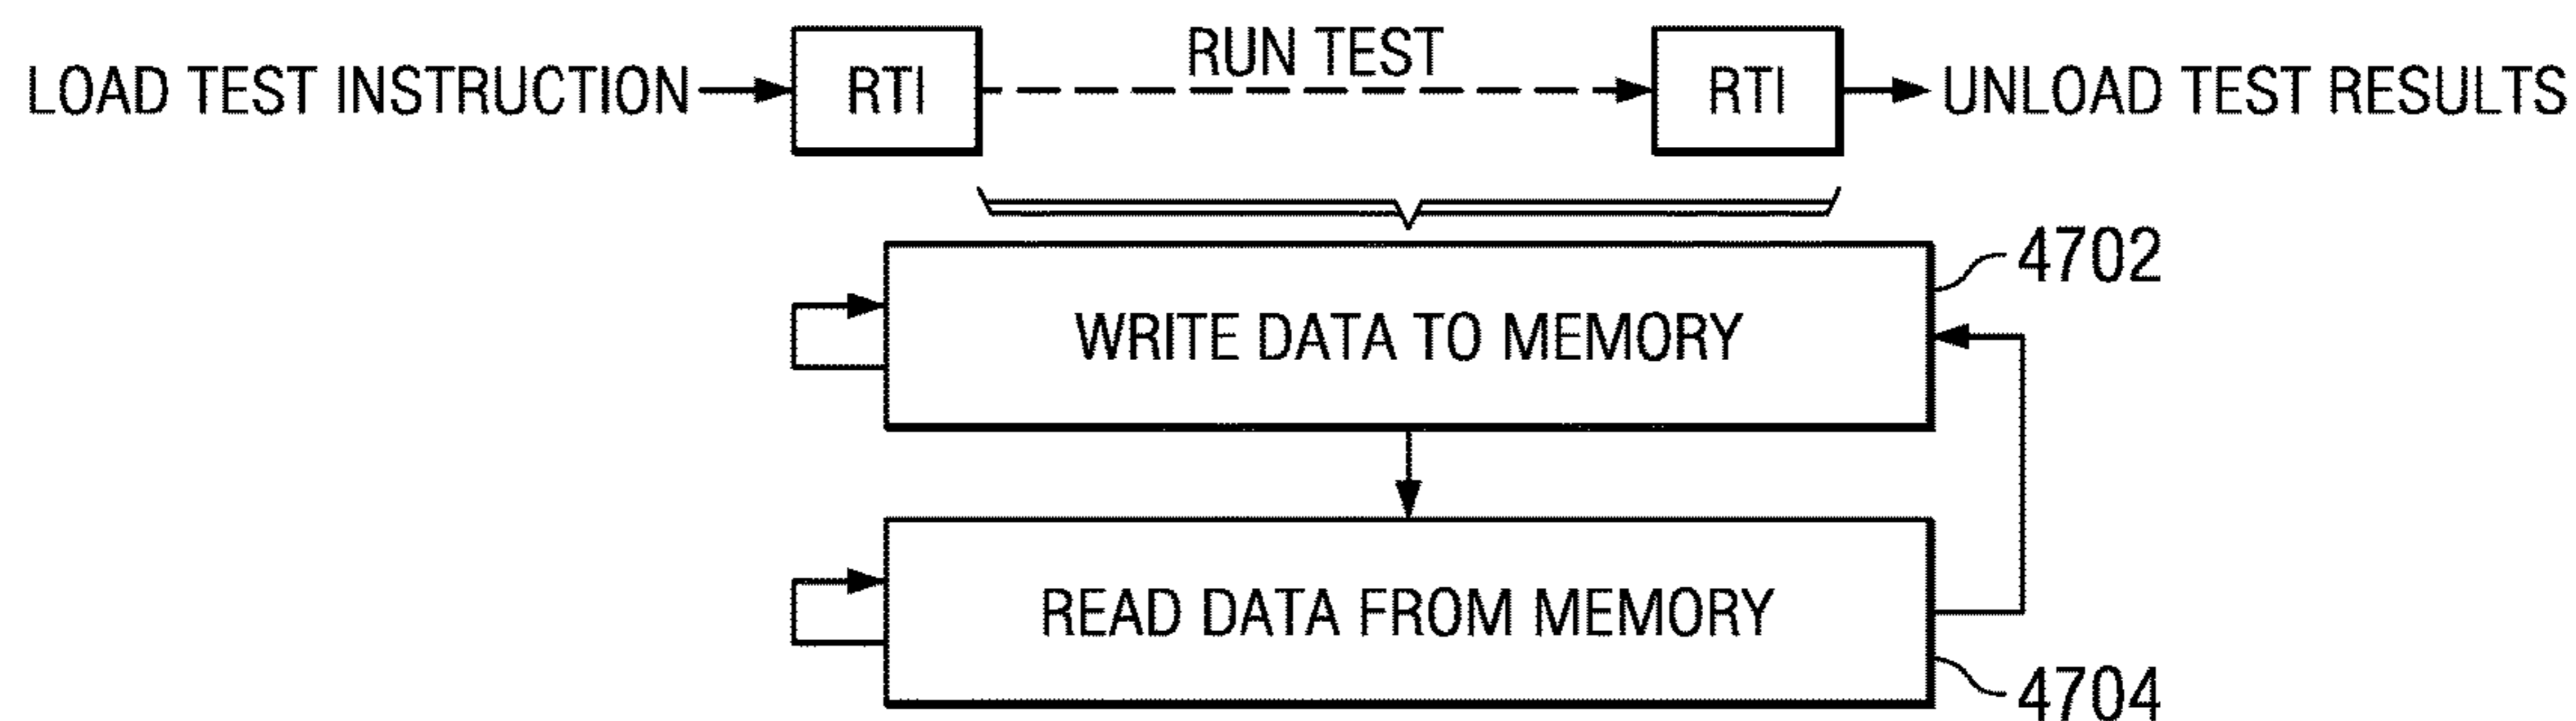 LOAD TEST INSTRUCTION RTI RUN TEST RTI UNLOAD TEST RESULTS
4702
WRITE DATA TO MEMORY
READ DATA FROM MEMORY
4704